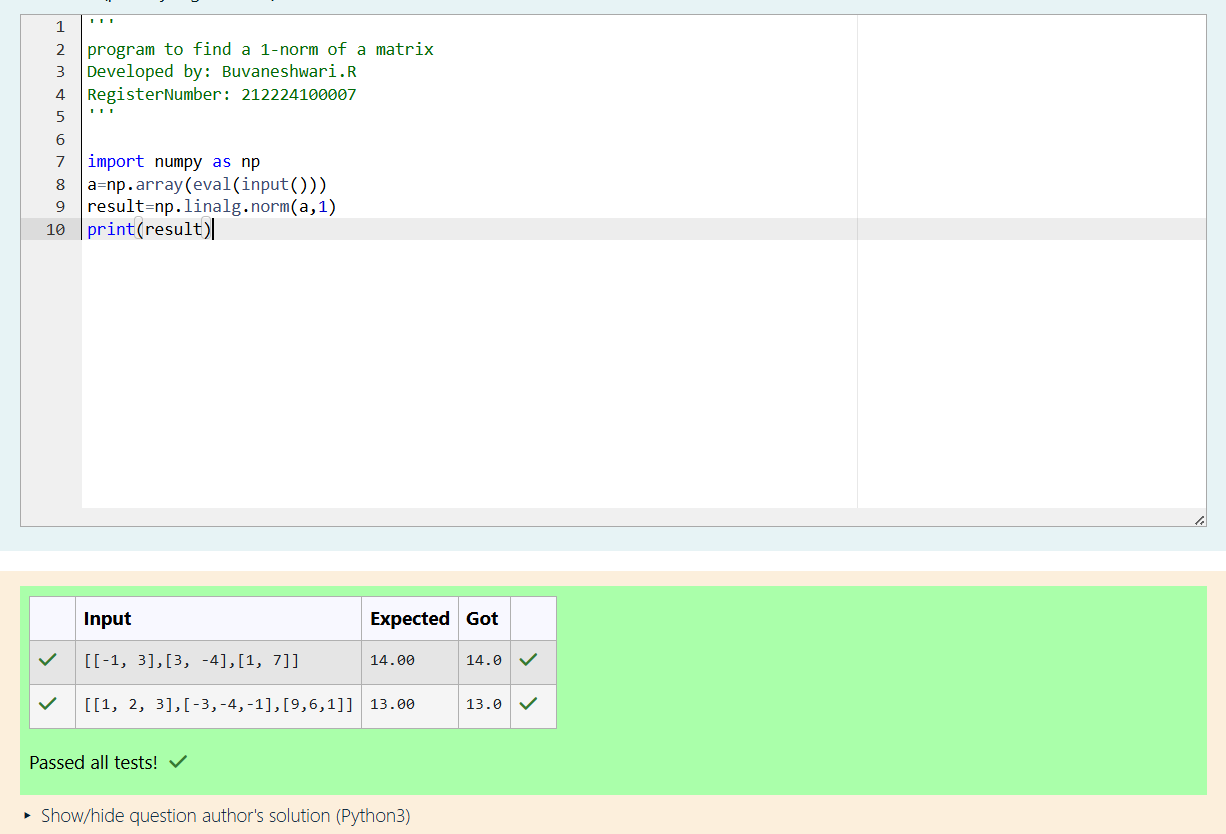 1 '''
2 program to find a 1-norm of a matrix
3 Developed by: Buvaneshwari.R
4 RegisterNumber: 212224100007
5 '''
6
7 import numpy as np
8 a=np.array(eval(input()))
9 result=np.linalg.norm(a,1)
10 print(result)
Input Expected Got
[[-1, 3],[3, -4],[1, 7]] 14.00 14.0
[[1, 2, 3],[-3,-4,-1],[9,6,1]] 13.00 13.0
Passed all tests!
Show/hide question author's solution (Python3)